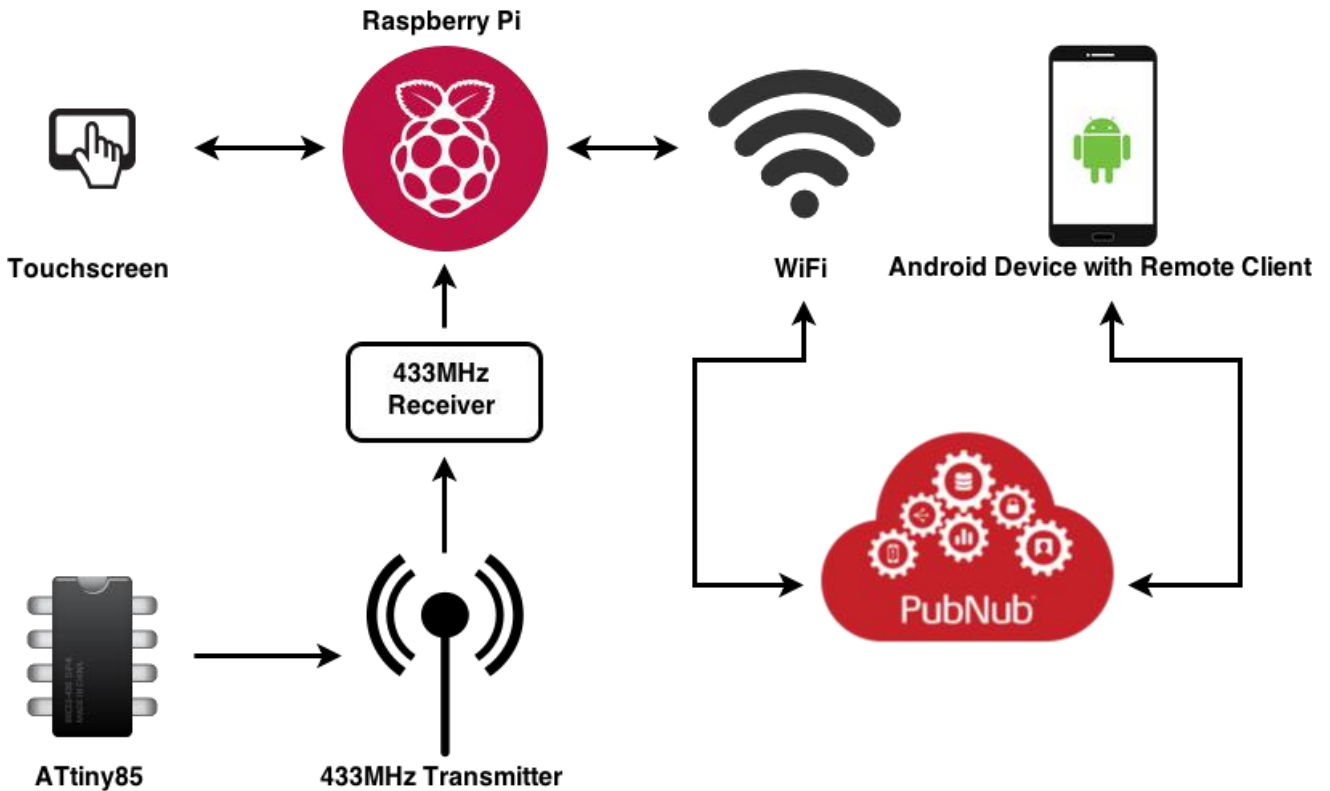 Raspberry Pi
Touchscreen
WiFi
Android Device with Remote Client
433MHz
Receiver
PubNub
ATtiny85
433MHz Transmitter